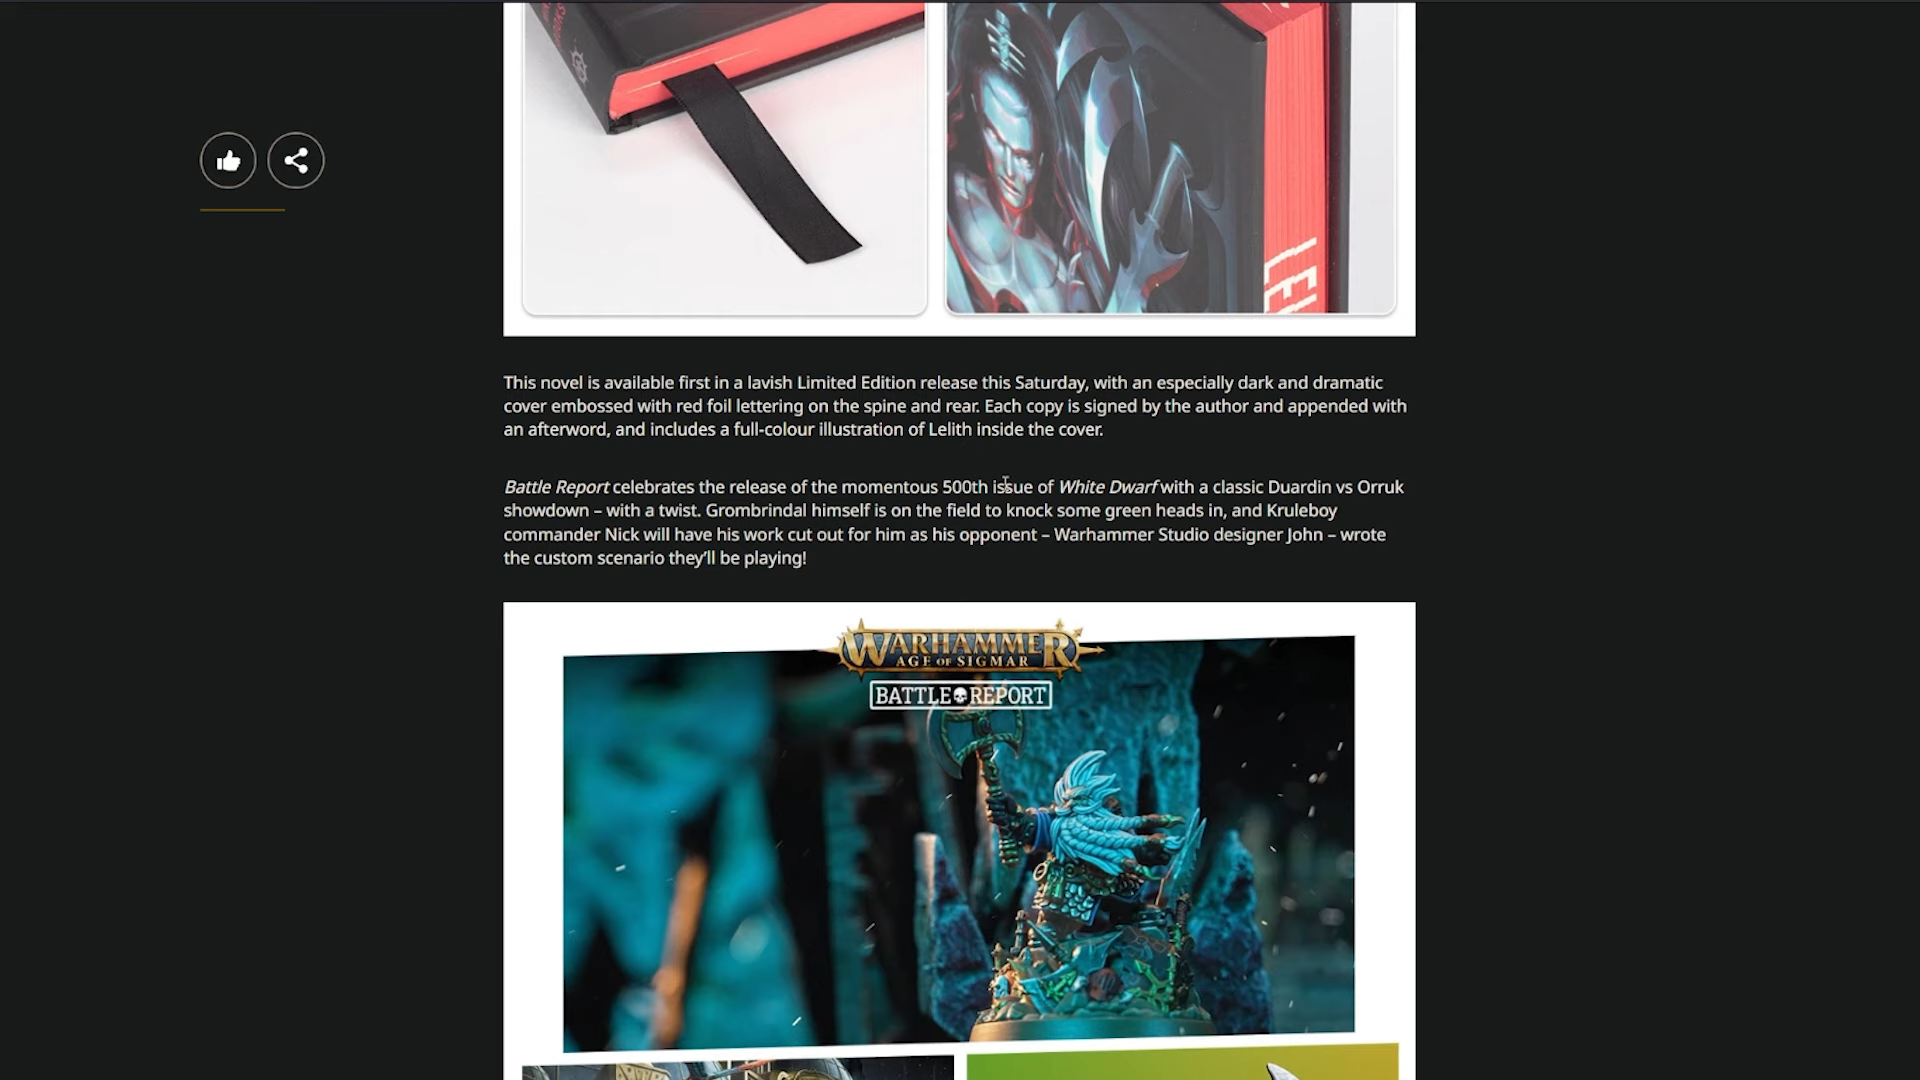 This novel is available first in a lavish Limited Edition release this Saturday, with an especially dark and dramatic
cover embossed with red foil lettering on the spine and rear. Each copy is signed by the author and appended with
an afterword, and includes a full-colour illustration of Lelith inside the cover.
Battle Report celebrates the release of the momentous 500th issue of White Dwarf with a classic Duardin vs Orruk
showdown – with a twist. Grombrindal himself is on the field to knock some green heads in, and Kruleboy
commander Nick will have his work cut out for him as his opponent – Warhammer Studio designer John – wrote
the custom scenario they’ll be playing!
WARHAMMER
AGE OF SIGMAR
BATTLE REPORT